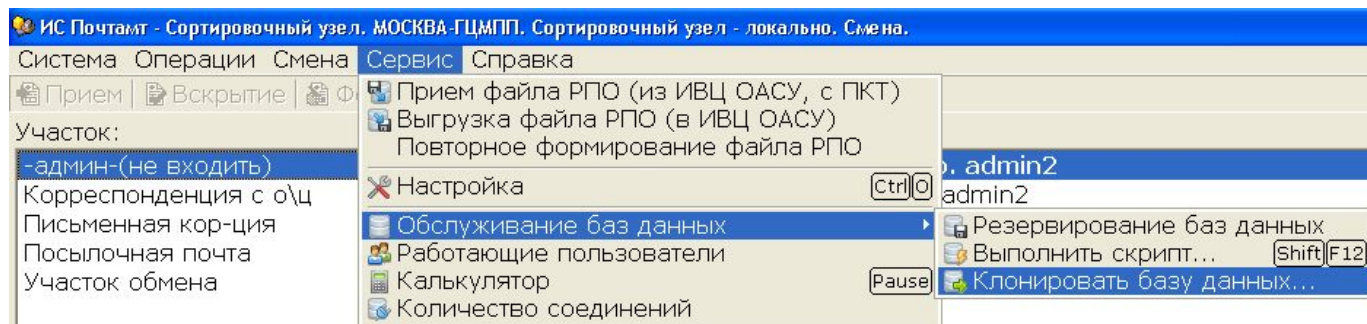 ИС Почтамт - Сортировочный узел. МОСКВА-ГЦМПП. Сортировочный узел - локально. Смена.
Система Операции Смена Сервис Справка
Прием Вскрытие
Участок:
-админ-(не входить)
Корреспонденция с о\ц
Письменная кор-ция
Посылочная почта
Участок обмена
Прием файла РПО (из ИВЦ ОАСУ, с ПКТ)
Выгрузка файла РПО (в ИВЦ ОАСУ)
Повторное формирование файла РПО
Настройка Ctrl O
Обслуживание баз данных
Работающие пользователи
Калькулятор Pause
Количество соединений
admin2
admin2
Резервирование баз данных
Выполнить скрипт... Shift F12
Клонировать базу данных...